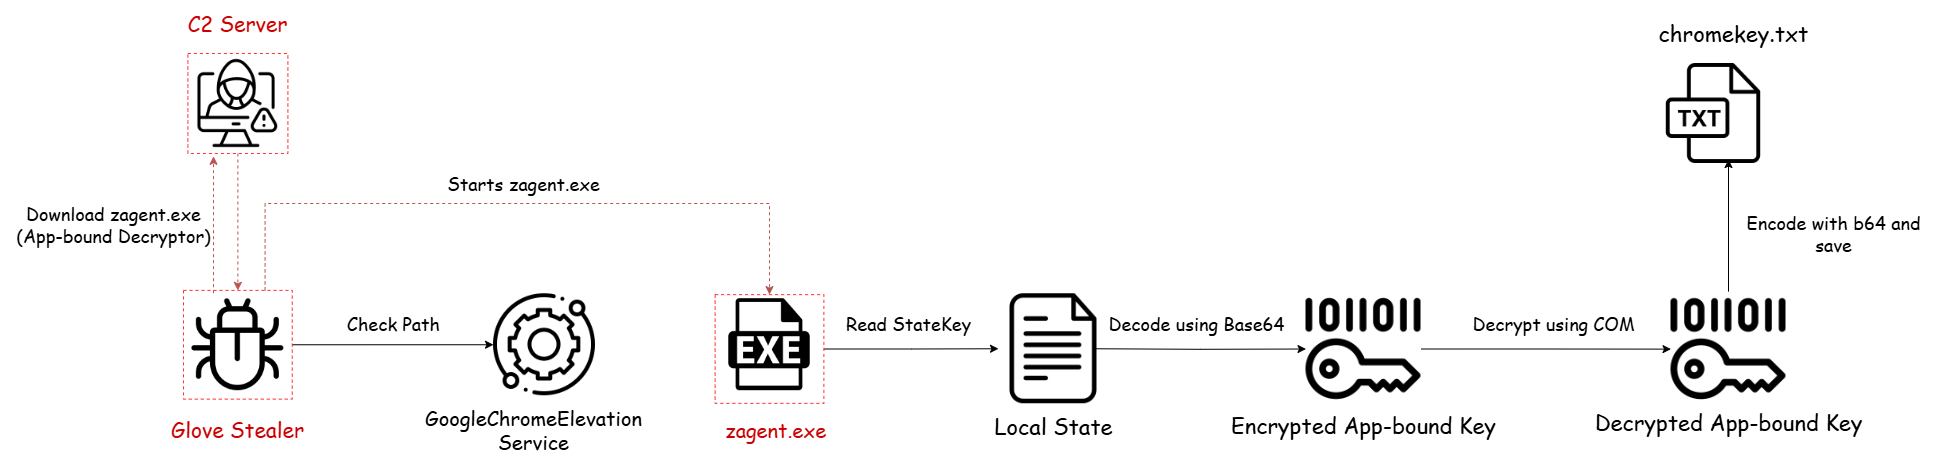 C2 Server
chromekey.txt
TXT
Starts zagent.exe
Download zagent.exe
(App-bound Decryptor)
Encode with b64 and
save
Check Path
EXE
Read StateKey
Decode using Base64
1011011
Decrypt using COM
1011011
Glove Stealer
GoogleChromeElevation
Service
zagent.exe
Local State
Encrypted App-bound Key
Decrypted App-bound Key